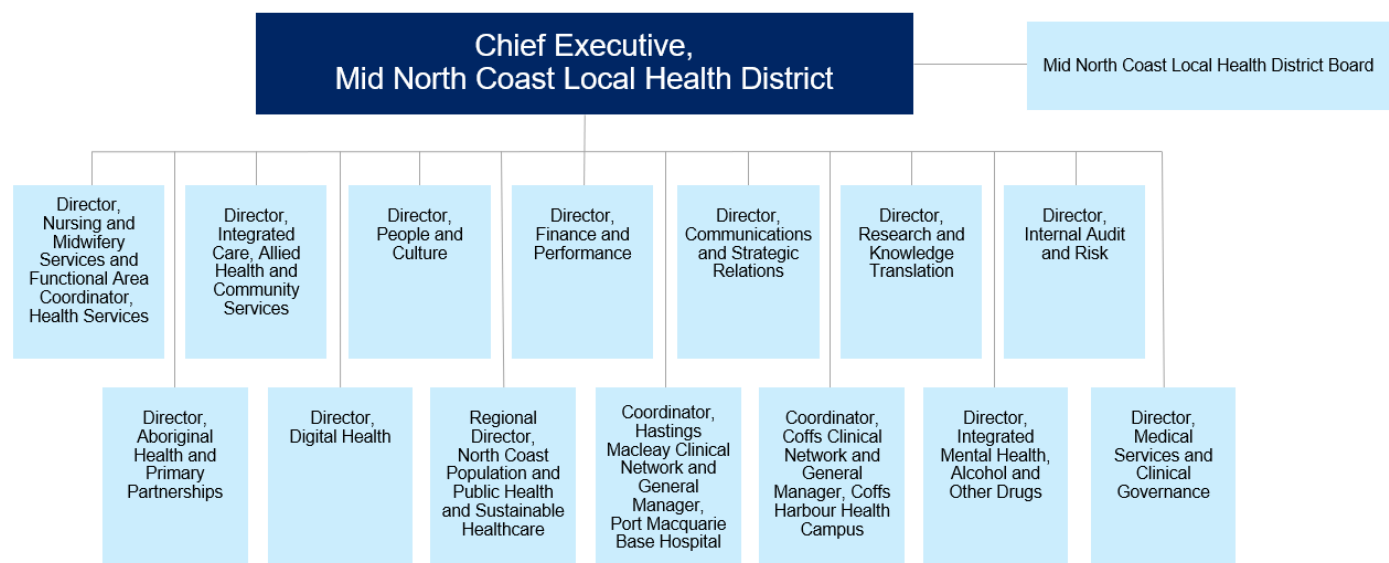 Chief Executive,
Mid North Coast Local Health District
Mid North Coast Local Health District Board
Director,
Nursing and
Midwifery
Services and
Functional Area
Coordinator,
Health Services
Director,
Integrated
Care, Allied
Health and
Community
Services
Director,
People and
Culture
Director,
Finance and
Performance
Director,
Communications
and Strategic
Relations
Director,
Research and
Knowledge
Translation
Director,
Internal Audit
and Risk
Director,
Aboriginal
Health and
Primary
Partnerships
Director,
Digital Health
Regional
Director,
North Coast
Population and
Public Health
and Sustainable
Healthcare
Coordinator,
Hastings
Macleay Clinical
Network and
General
Manager,
Port Macquarie
Base Hospital
Coordinator,
Coffs Clinical
Network and
General
Manager, Coffs
Harbour Health
Campus
Director,
Integrated
Mental Health,
Alcohol and
Other Drugs
Director,
Medical
Services and
Clinical
Governance